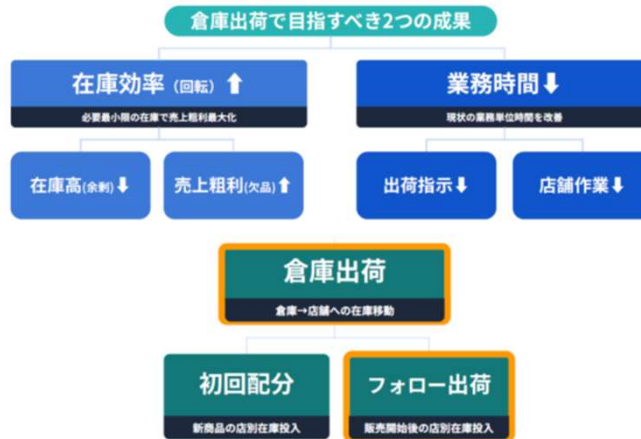 倉庫出荷で目指すべき2つの成果
在庫効率（回転）⬆
必要最小限の在庫で売上粗利最大化
業務時間⬇
現状の業務単位時間を改善
在庫高(余剰)⬇
売上粗利(欠品)⬆
出荷指示⬇
店舗作業⬇
倉庫出荷
倉庫→店舗への在庫移動
初回配分
新商品の店別在庫投入
フォロー出荷
販売開始後の店別在庫投入